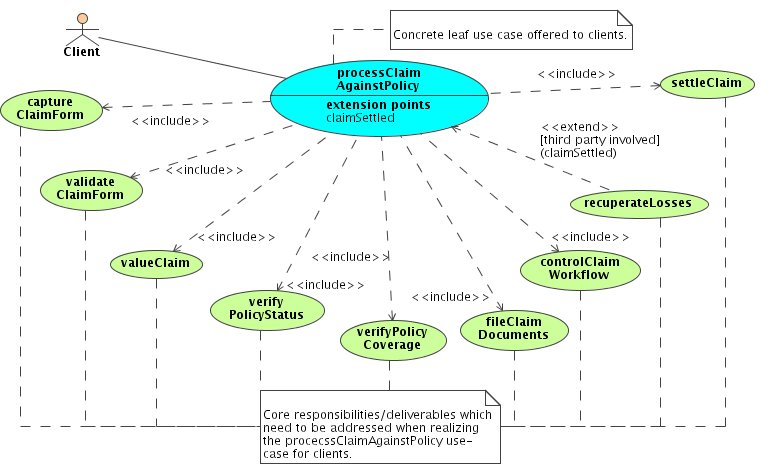 Concrete leaf use case offered to clients.
Client
processClaim
AgainstPolicy
extension points
claimSettled
<<include>>
settleClaim
capture
ClaimForm
<<include>>
<<extend>>
[third party involved]
(claimSettled)
<<include>>
validate
ClaimForm
recuperateLosses
<<include>>
<<include>>
valueClaim
<<include>>
controlClaim
Workflow
<<include>>
<<include>>
verify
PolicyStatus
fileClaim
Documents
verifyPolicy
Coverage
Core responsibilities/deliverables which
need to be addressed when realizing
the procecssClaimAgainstPolicy use-
case for clients.